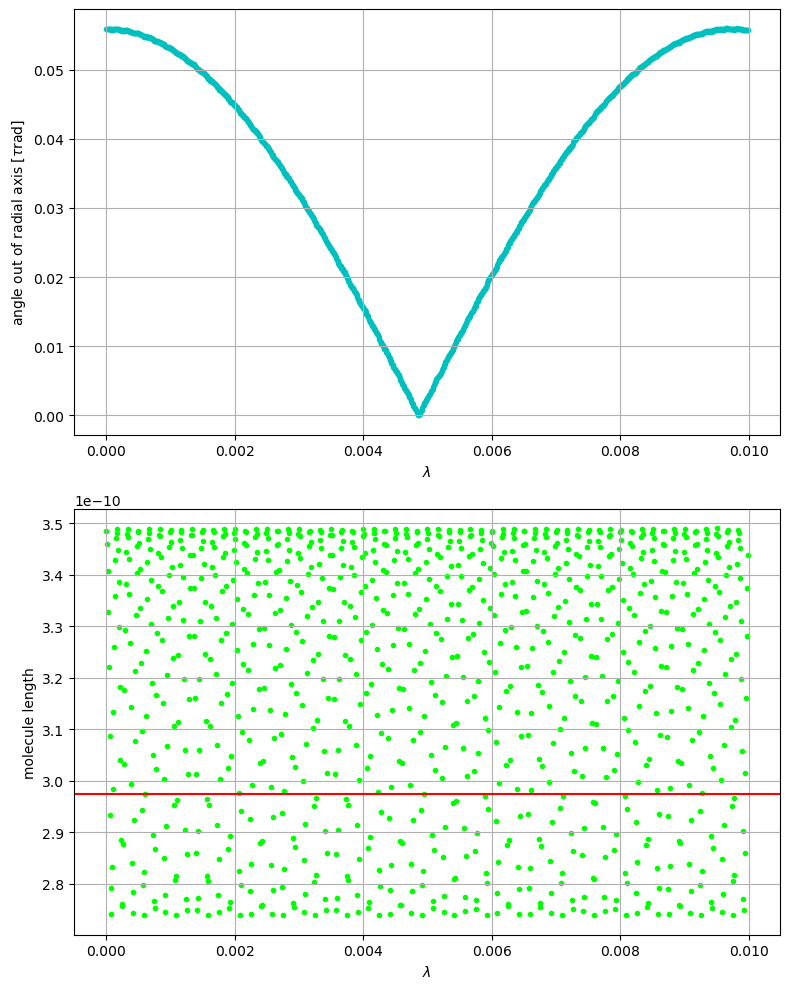 0.05
0.04
0.03
0.02
0.01
0.00
angle out of radial axis [τrad]
0.000 0.002 0.004 0.006 0.008 0.010
λ
1e−10
3.5
3.4
3.3
3.2
3.1
3.0
2.9
2.8
molecule length
0.000 0.002 0.004 0.006 0.008 0.010
λ